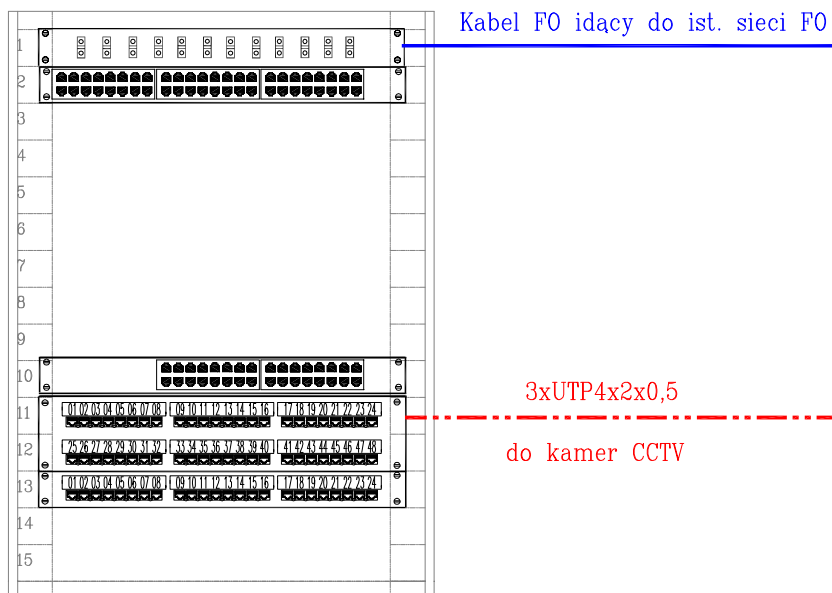 Kabel FO idący do ist. sieci FO
1
2
3
4
5
6
7
8
9
10
11
01 02 03 04 05 06 07 08 09 10 11 12 13 14 15 16 17 18 19 20 21 22 23 24
3xUTP4x2x0,5
12
25 26 27 28 29 30 31 32 33 34 35 36 37 38 39 40 41 42 43 44 45 46 47 48
do kamer CCTV
13
01 02 03 04 05 06 07 08 09 10 11 12 13 14 15 16 17 18 19 20 21 22 23 24
14
15